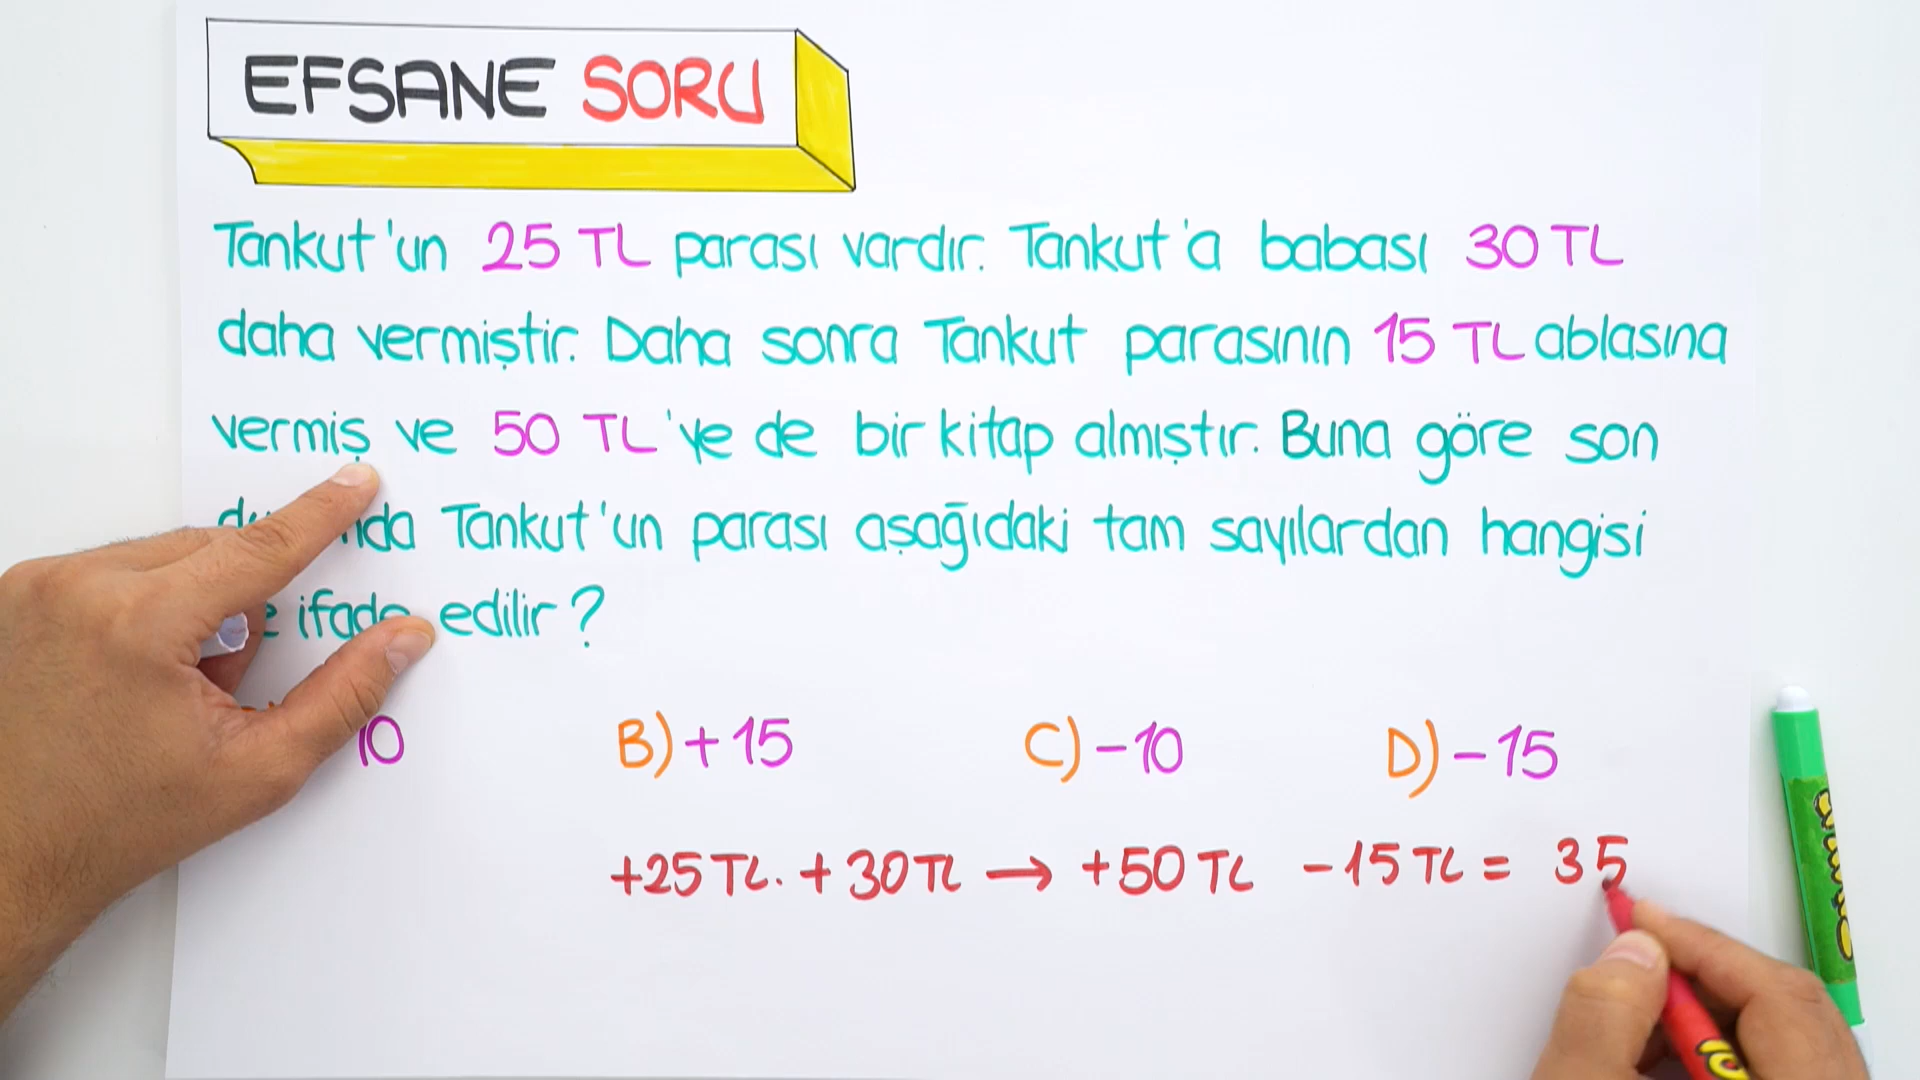 EFSANE SORU
Tankut'un 25 TL parası vardır. Tankut'a babası 30 TL
daha vermiştir. Daha sonra Tankut parasının 15 TL ablasına
vermiş ve 50 TL'ye de bir kitap almıştır. Buna göre son
Tankut'un parası aşağıdaki tam sayılardan hangisi
ifade edilir?
10 B) + 15 C) - 10 D) - 15
+25 TL. + 30 TL → +50 TL - 15 TL = 35